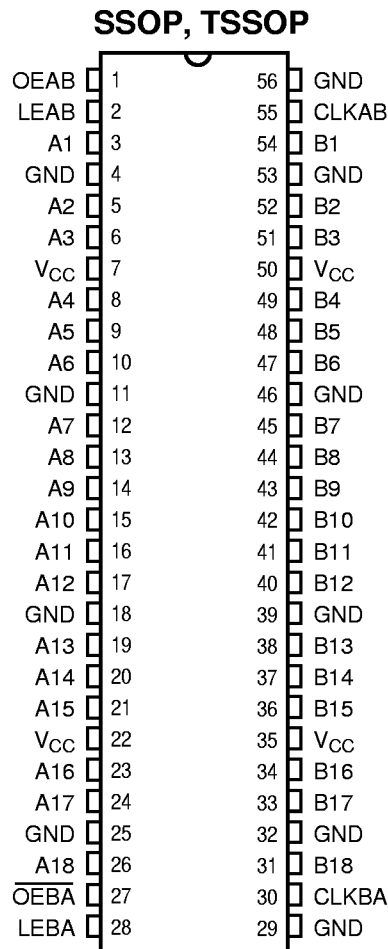 SSOP, TSSOP
OEAB 1 56 GND
LEAB 2 55 CLKAB
A1 3 54 B1
GND 4 53 GND
A2 5 52 B2
A3 6 51 B3
VCC 7 50 VCC
A4 8 49 B4
A5 9 48 B5
A6 10 47 B6
GND 11 46 GND
A7 12 45 B7
A8 13 44 B8
A9 14 43 B9
A10 15 42 B10
A11 16 41 B11
A12 17 40 B12
GND 18 39 GND
A13 19 38 B13
A14 20 37 B14
A15 21 36 B15
VCC 22 35 VCC
A16 23 34 B16
A17 24 33 B17
GND 25 32 GND
A18 26 31 B18
O̅E̅B̅A̅ 27 30 CLKBA
LEBA 28 29 GND